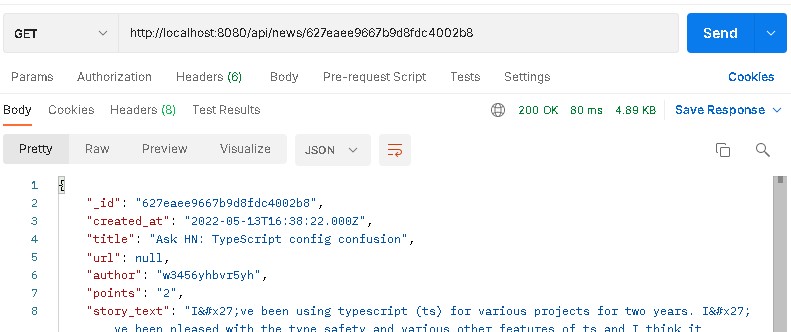 GET http://localhost:8080/api/news/627eaee9667b9d8fdc4002b8 Send
Params Authorization Headers (6) Body Pre-request Script Tests Settings Cookies
Body Cookies Headers (8) Test Results 200 OK 80 ms 4.89 KB Save Response
Pretty Raw Preview Visualize JSON
1 {
2 "_id": "627eaee9667b9d8fdc4002b8",
3 "created_at": "2022-05-13T16:38:22.000Z",
4 "title": "Ask HN: TypeScript config confusion",
5 "url": null,
6 "author": "w3456yhbvr5yh",
7 "points": "2",
8 "story_text": "I&#x27;ve been using typescript (ts) for various projects for two years. I&#x27;
ve been pleased with the type safety and various other features of ts and I think it